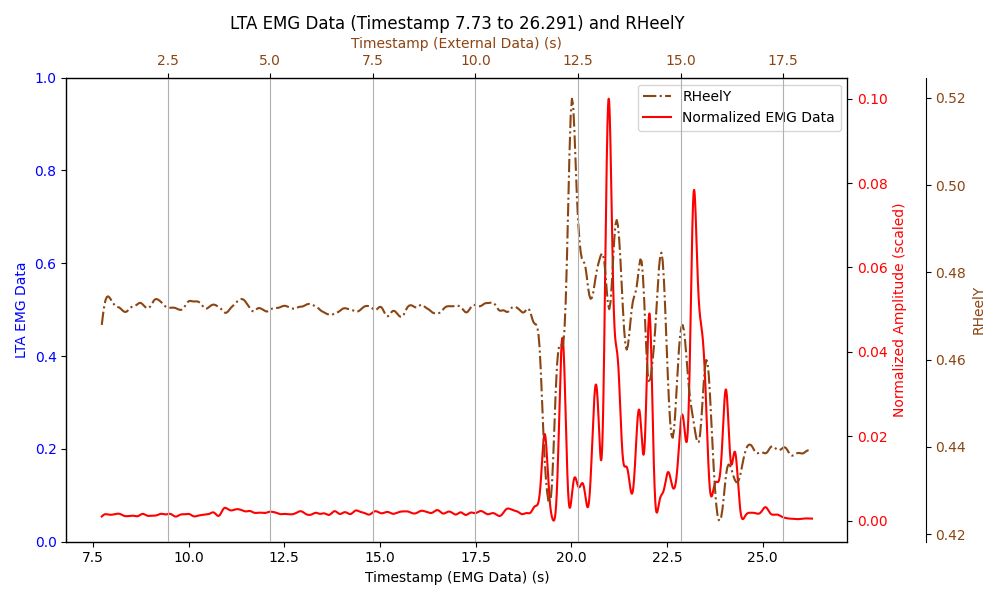 LTA EMG Data (Timestamp 7.73 to 26.291) and RHeelY
Timestamp (External Data) (s)
2.5 5.0 7.5 10.0 12.5 15.0 17.5
RHeelY
Normalized EMG Data
1.0
0.8
0.6
0.4
0.2
0.0
LTA EMG Data
0.10
0.08
0.06
0.04
0.02
0.00
Normalized Amplitude (scaled)
0.52
0.50
0.48
0.46
0.44
0.42
RHeelY
7.5 10.0 12.5 15.0 17.5 20.0 22.5 25.0
Timestamp (EMG Data) (s)